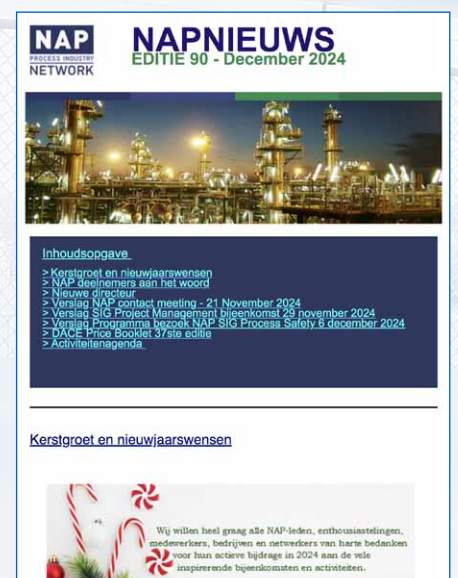 NAP
PROCESS INDUSTRY
NETWORK
NAPNIEUWS
EDITIE 90 - December 2024
Inhoudsopgave
> Kerstgroet en nieuwjaarswensen
> NAP deelnemers aan het woord
> Nieuwe directeur
> Verslag NAP contact meeting - 21 November 2024
> Verslag SIG Project Management bijeenkomst 29 november 2024
> Verslag Programma bezoek NAP SIG Process Safety 6 december 2024
> DACE Price Booklet 37ste editie
> Activiteitenagenda
Kerstgroet en nieuwjaarswensen
Wij willen heel graag alle NAP-leden, enthousiastelingen,
medewerkers, bedrijven en netwerkers van harte bedanken
voor hun actieve bijdrage in 2024 aan de vele
inspirerende bijeenkomsten en activiteiten.